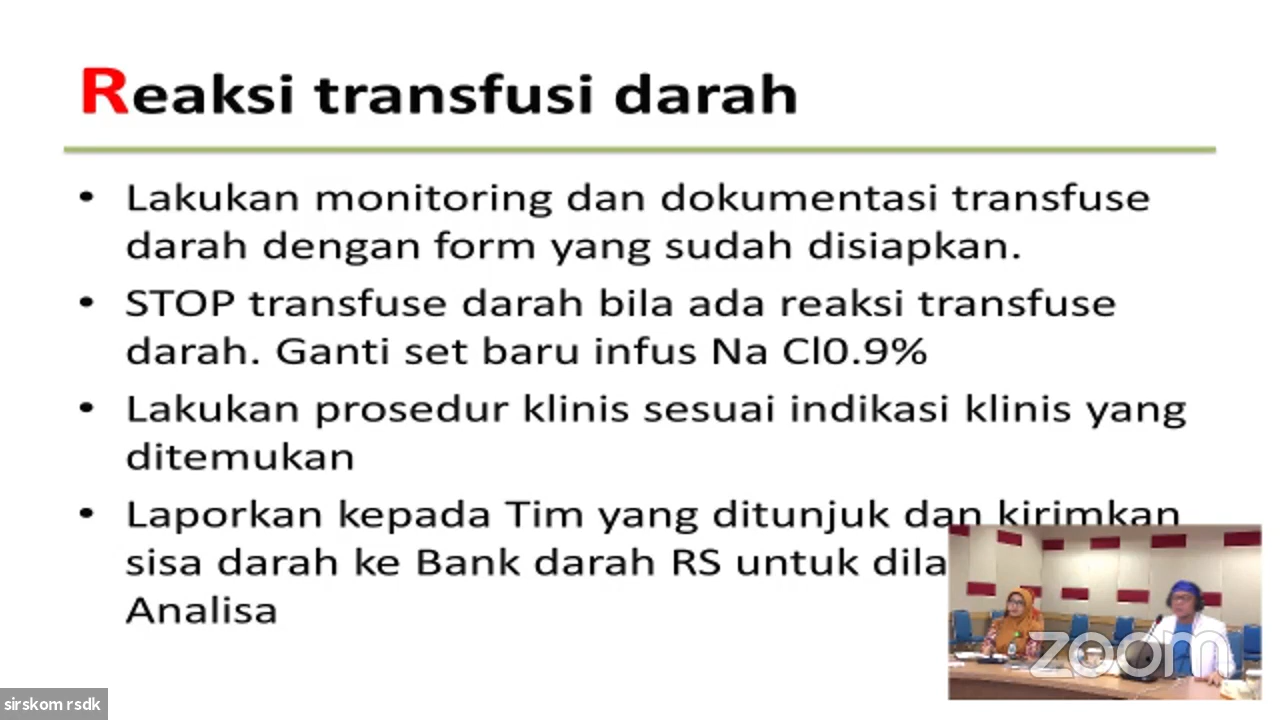 Reaksi transfusi darah
• Lakukan monitoring dan dokumentasi transfuse
darah dengan form yang sudah disiapkan.
• STOP transfuse darah bila ada reaksi transfuse
darah. Ganti set baru infus Na Cl0.9%
• Lakukan prosedur klinis sesuai indikasi klinis yang
ditemukan
• Laporkan kepada Tim yang ditunjuk dan kirimkan
sisa darah ke Bank darah RS untuk
Analisa
zoom
sirskom rsdk